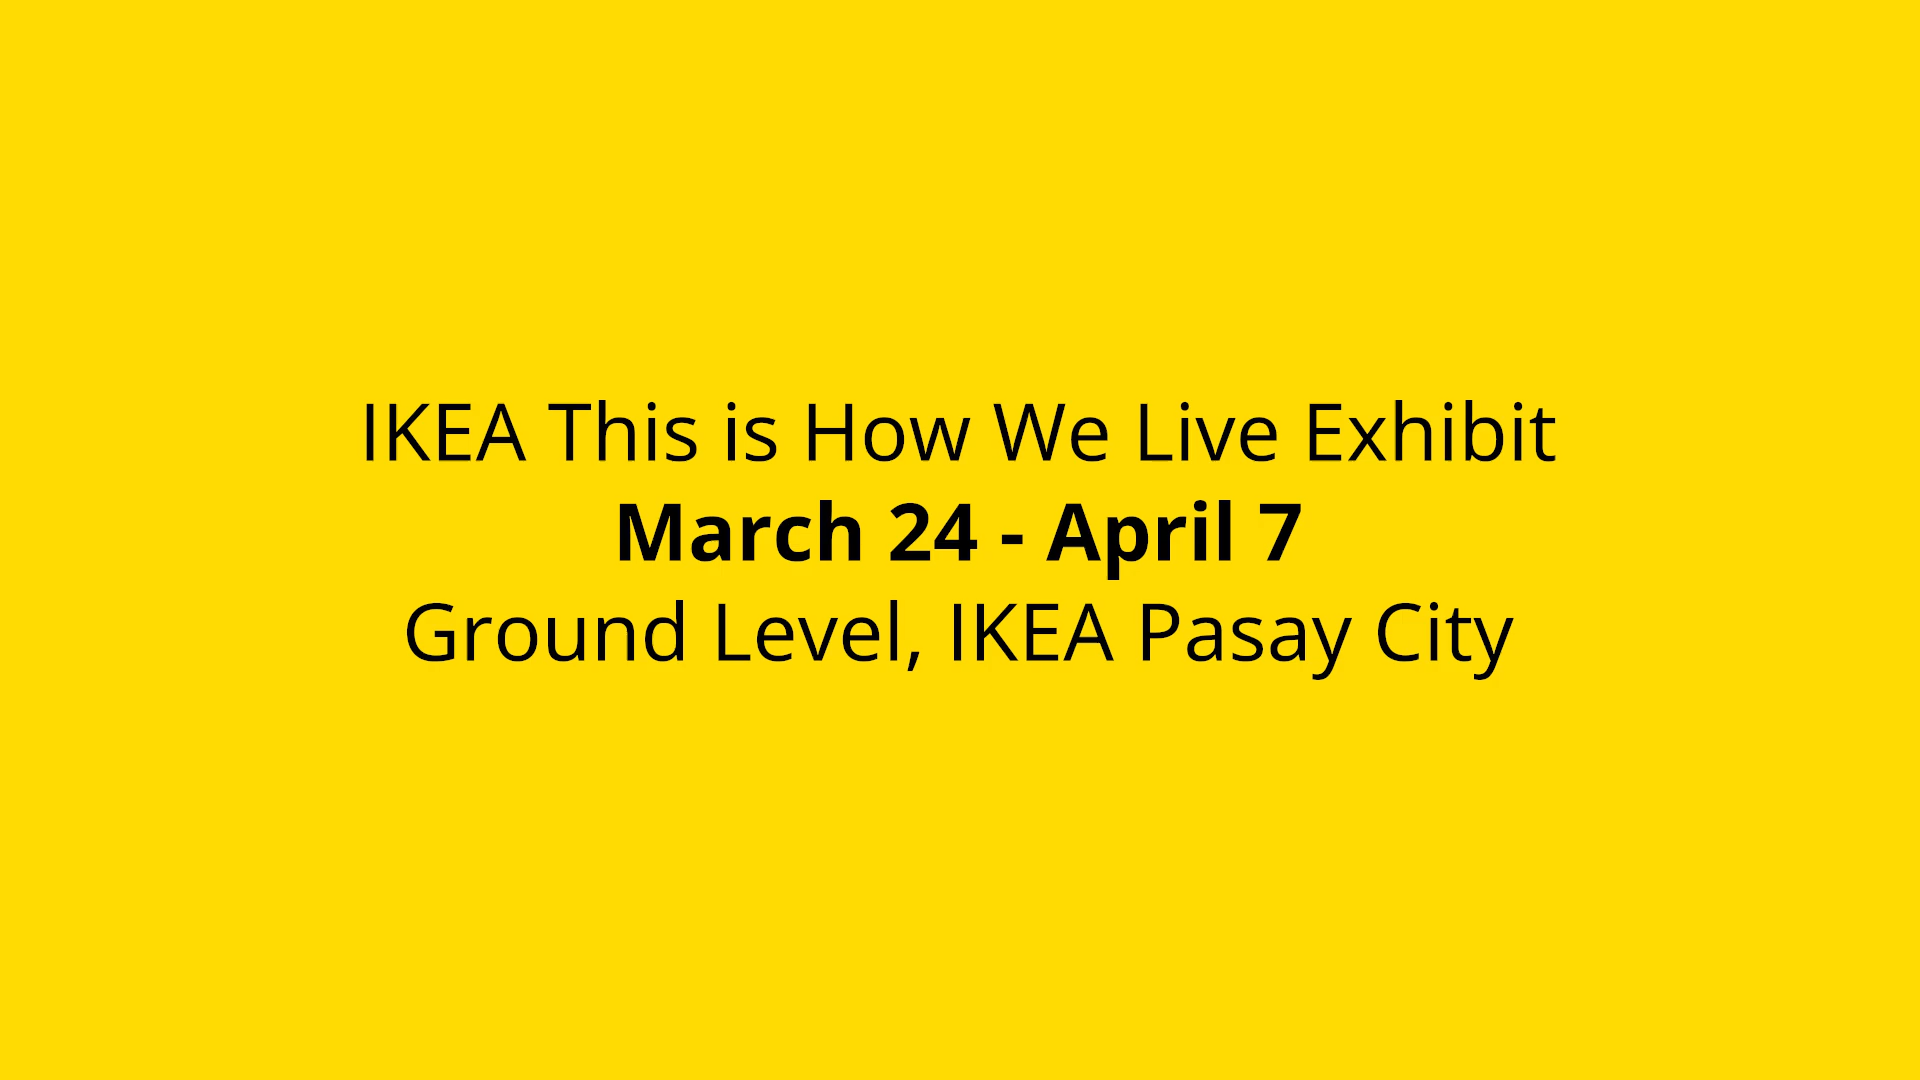 IKEA This is How We Live Exhibit
March 24 - April 7
Ground Level, IKEA Pasay City